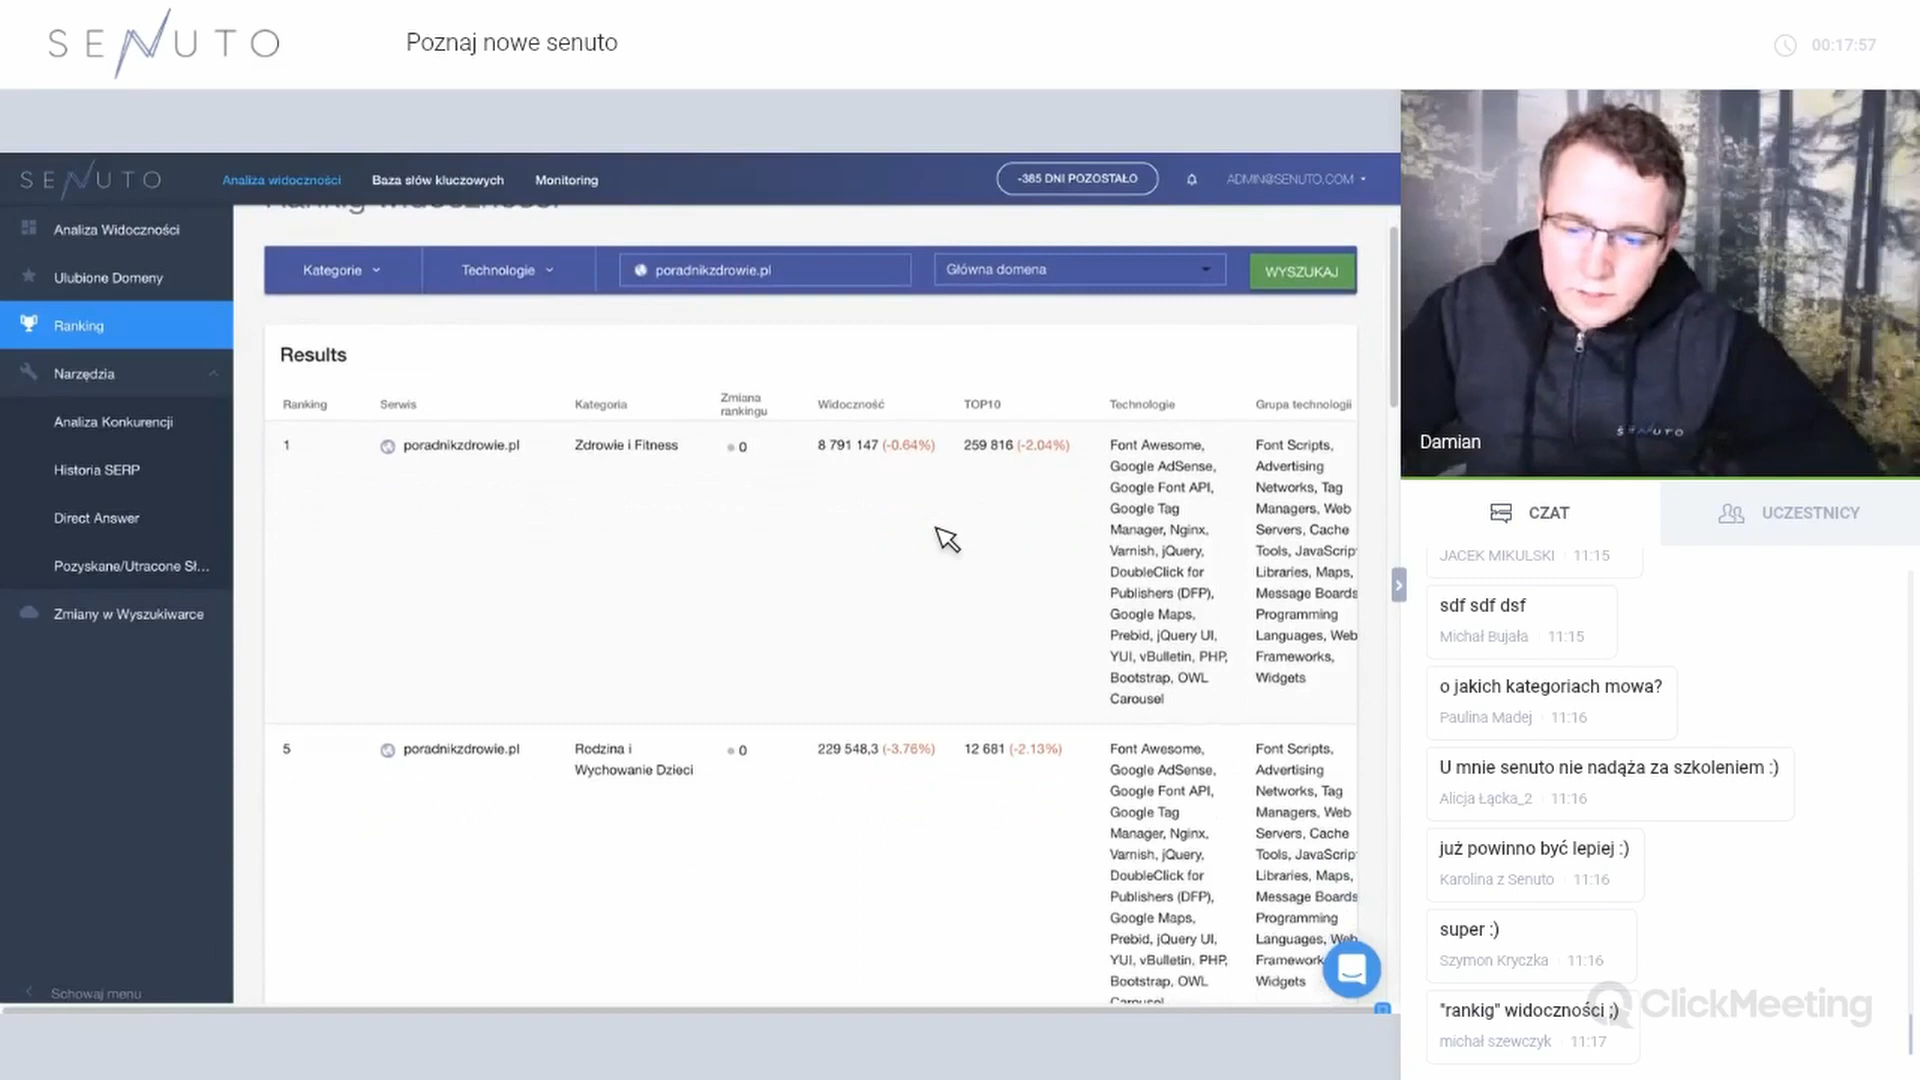 SENUTO
Poznaj nowe senuto
00:17:57
SENUTO
Analiza widoczności
Baza słów kluczowych
Monitoring
-385 DNI POZOSTAŁO
ADMIN@SENUTO.COM
Analiza Widoczności
Ulubione Domeny
Ranking
Narzędzia
Analiza Konkurencji
Historia SERP
Direct Answer
Pozyskane/Utracone Sł...
Zmiany w Wyszukiwarce
Schowaj menu
Rankig widoczności
Kategorie
Technologie
poradnikzdrowie.pl
Główna domena
WYSZUKAJ
Results
Ranking
Serwis
Kategoria
Zmiana
rankingu
Widoczność
TOP10
Technologie
Grupa technologii
1
poradnikzdrowie.pl
Zdrowie i Fitness
0
8 791 147 (-0.64%)
259 816 (-2.04%)
Font Awesome,
Google AdSense,
Google Font API,
Google Tag
Manager, Nginx,
Varnish, jQuery,
DoubleClick for
Publishers (DFP),
Google Maps,
Prebid, jQuery UI,
YUI, vBulletin, PHP,
Bootstrap, OWL
Carousel
Font Scripts,
Advertising
Networks, Tag
Managers, Web
Servers, Cache
Tools, JavaScrip
Libraries, Maps,
Message Boards
Programming
Languages, Web
Frameworks,
Widgets
5
poradnikzdrowie.pl
Rodzina i
Wychowanie Dzieci
0
229 548,3 (-3.76%)
12 681 (-2.13%)
Font Awesome,
Google AdSense,
Google Font API,
Google Tag
Manager, Nginx,
Varnish, jQuery,
DoubleClick for
Publishers (DFP),
Google Maps,
Prebid, jQuery UI,
YUI, vBulletin, PHP,
Bootstrap, OWL
Carousel
Font Scripts,
Advertising
Networks, Tag
Managers, Web
Servers, Cache
Tools, JavaScrip
Libraries, Maps,
Message Boards
Programming
Languages, Web
Framework
Widgets
SENUTO
Damian
CZAT
UCZESTNICY
JACEK MIKULSKI 11:15
sdf sdf dsf
Michał Bujała 11:15
o jakich kategoriach mowa?
Paulina Madej 11:16
U mnie senuto nie nadąża za szkoleniem :)
Alicja Łącka_2 11:16
już powinno być lepiej :)
Karolina z Senuto 11:16
super :)
Szymon Kryczka 11:16
"rankig" widoczności ;)
michał szewczyk 11:17
ClickMeeting